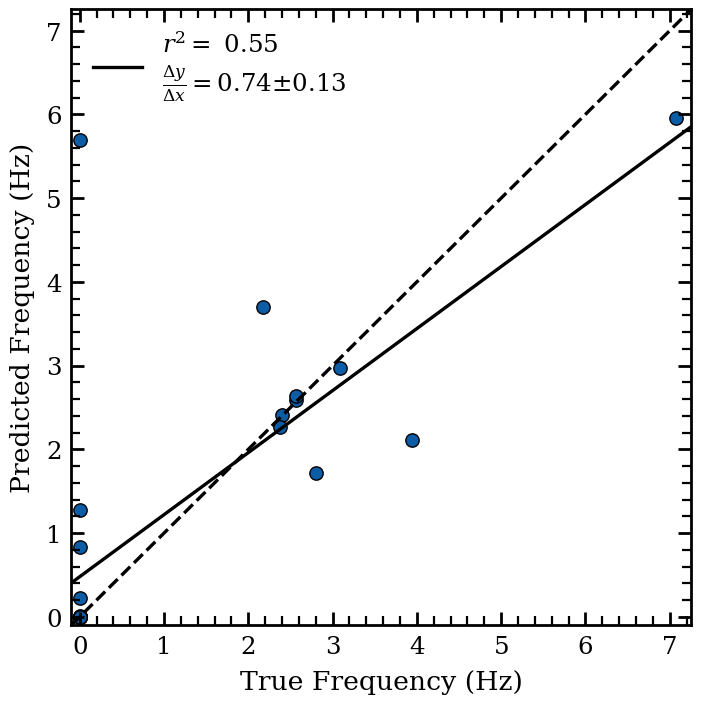 r² = 0.55
Δy/Δx = 0.74±0.13
Predicted Frequency (Hz)
7
6
5
4
3
2
1
0
0 1 2 3 4 5 6 7
True Frequency (Hz)